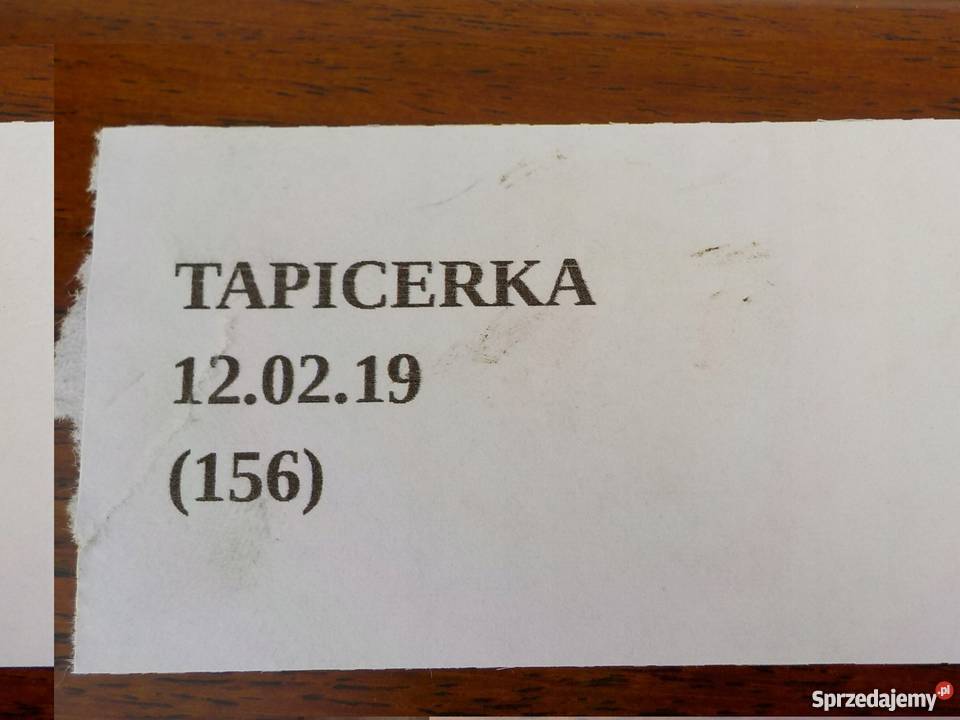 TAPICERKA
12.02.19
(156)
Sprzedajemy.pl